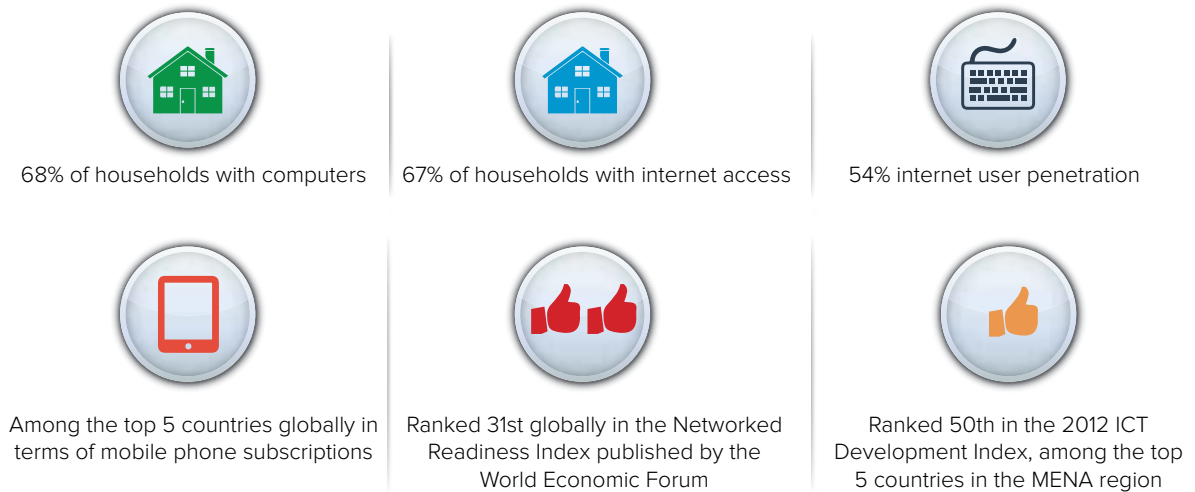 68% of households with computers
67% of households with internet access
54% internet user penetration
Among the top 5 countries globally in
terms of mobile phone subscriptions
Ranked 31st globally in the Networked
Readiness Index published by the
World Economic Forum
Ranked 50th in the 2012 ICT
Development Index, among the top
5 countries in the MENA region